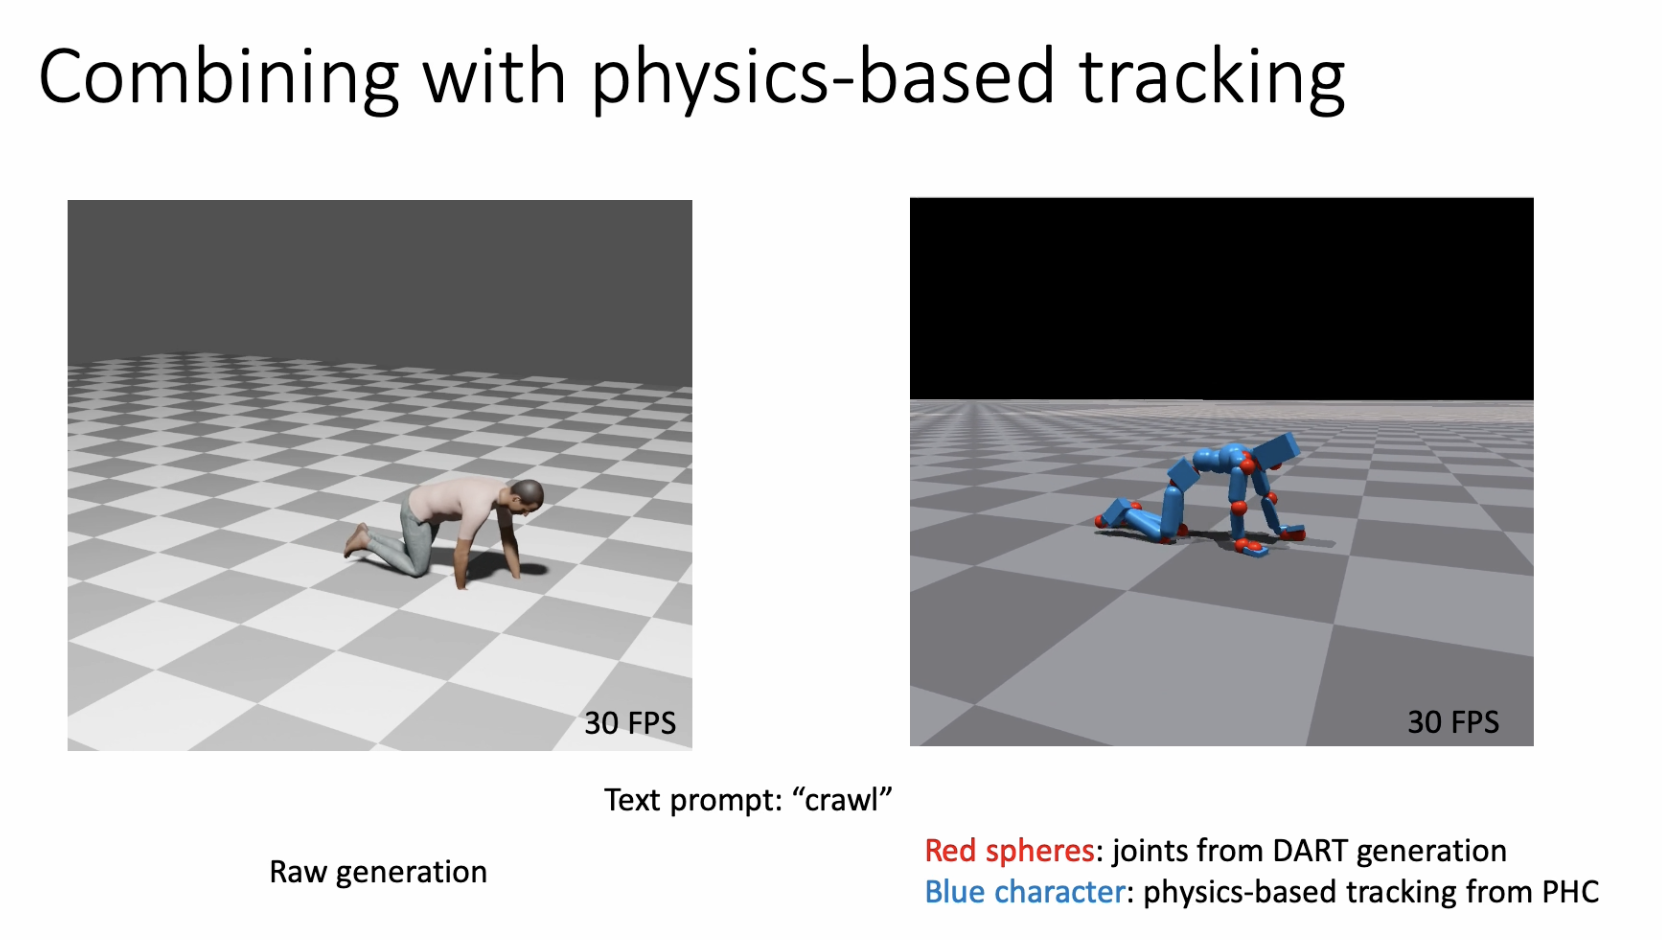 Combining with physics-based tracking
30 FPS
30 FPS
Text prompt: “crawl”
Raw generation
Red spheres: joints from DART generation
Blue character: physics-based tracking from PHC